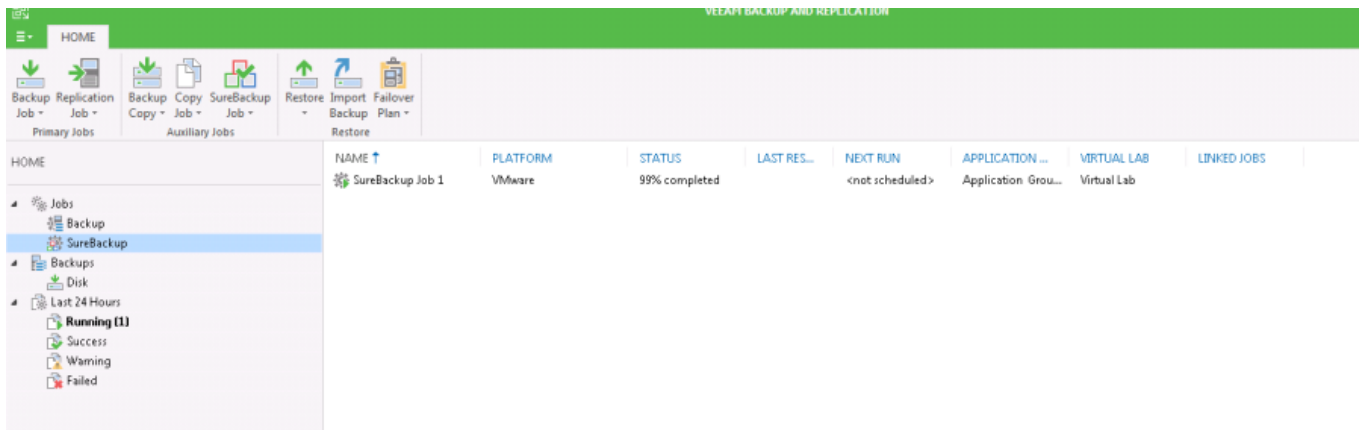 VEEAM BACKUP AND REPLICATION
HOME
Backup Job
Replication Job
Backup Copy
Copy Job
SureBackup Job
Restore
Import Backup
Failover Plan
Primary Jobs
Auxiliary Jobs
Restore
HOME
NAME PLATFORM STATUS LAST RES... NEXT RUN APPLICATION ... VIRTUAL LAB LINKED JOBS
SureBackup Job 1 VMware 99% completed <not scheduled> Application Grou... Virtual Lab
Jobs
Backup
SureBackup
Backups
Disk
Last 24 Hours
Running (1)
Success
Warning
Failed